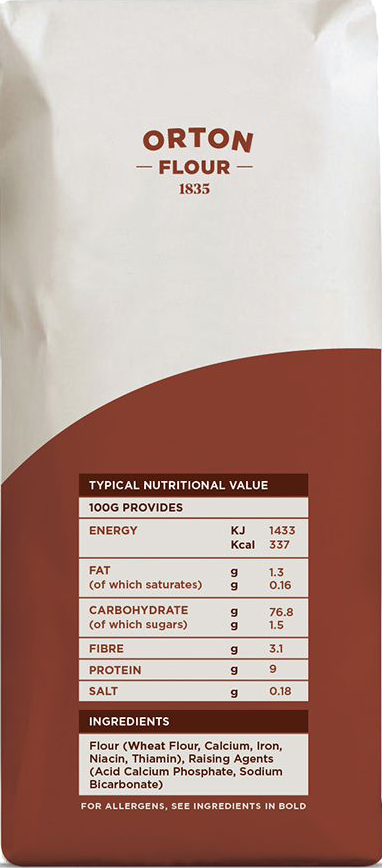 ORTON
FLOUR
1835
TYPICAL NUTRITIONAL VALUE
100G PROVIDES
ENERGY KJ 1433
Kcal 337
FAT g 1.3
(of which saturates) g 0.16
CARBOHYDRATE g 76.8
(of which sugars) g 1.5
FIBRE g 3.1
PROTEIN g 9
SALT g 0.18
INGREDIENTS
Flour (Wheat Flour, Calcium, Iron,
Niacin, Thiamin), Raising Agents
(Acid Calcium Phosphate, Sodium
Bicarbonate)
FOR ALLERGENS, SEE INGREDIENTS IN BOLD